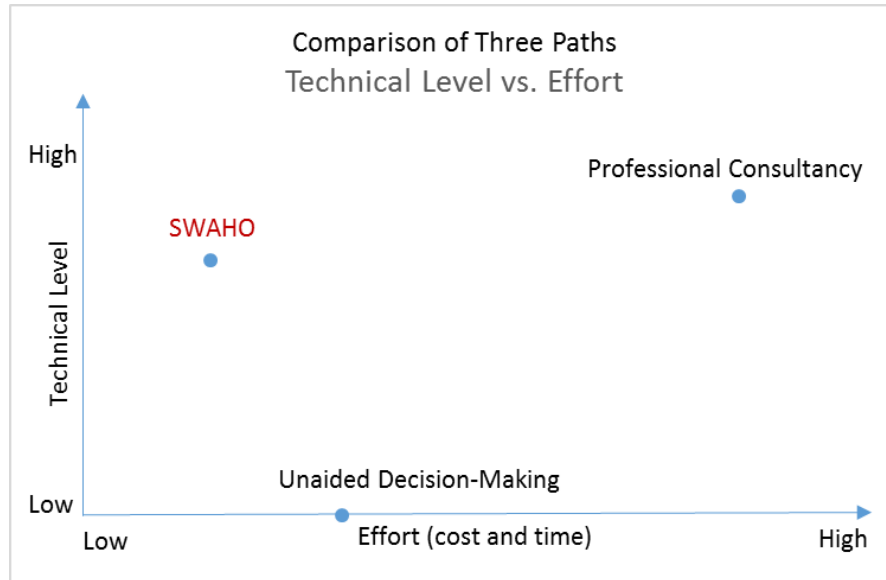 Comparison of Three Paths
Technical Level vs. Effort
High
Professional Consultancy
SWAHO
Technical Level
Unaided Decision-Making
Low
Low
Effort (cost and time)
High